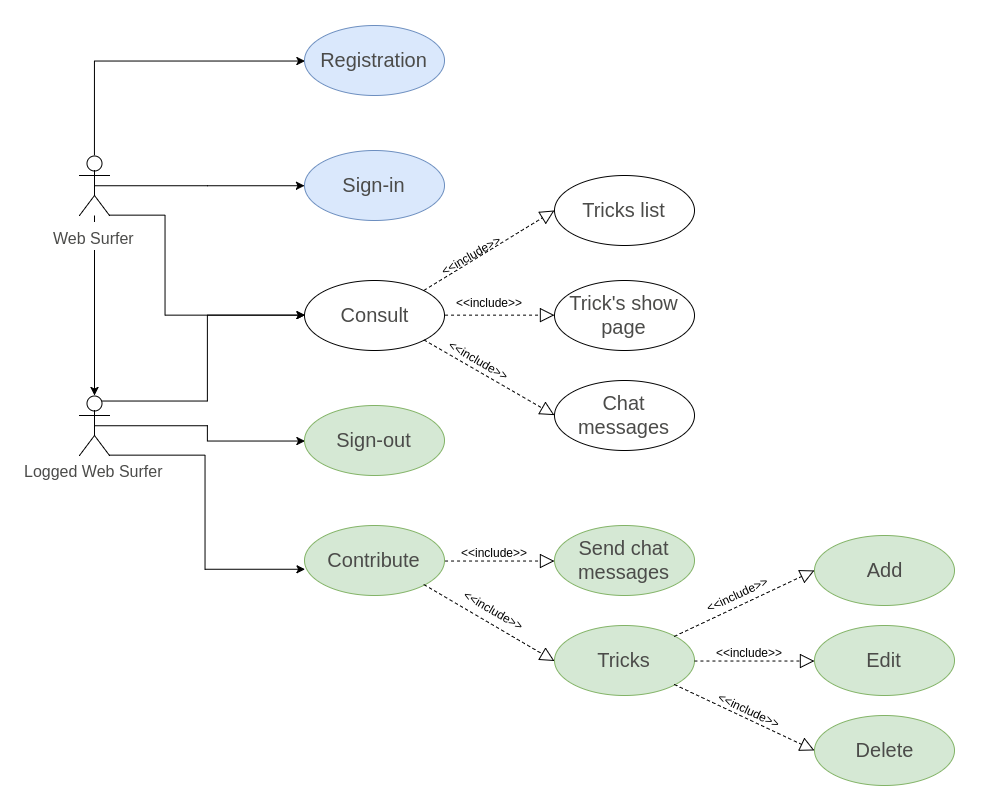 Registration
Sign-in
Web Surfer
Tricks list
<<include>>
Consult
<<include>>
Trick's show
page
<<include>>
Chat
messages
Logged Web Surfer
Sign-out
Contribute
<<include>>
Send chat
messages
<<include>>
Tricks
<<include>>
Add
<<include>>
Edit
<<include>>
Delete